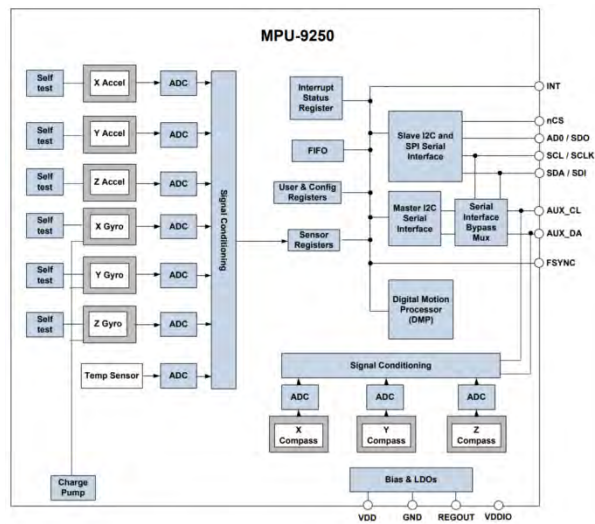 MPU-9250
Self
test
X Accel
ADC
Self
test
Y Accel
ADC
Self
test
Z Accel
ADC
Self
test
X Gyro
ADC
Self
test
Y Gyro
ADC
Self
test
Z Gyro
ADC
Temp Sensor
ADC
Charge
Pump
Signal Conditioning
Interrupt
Status
Register
FIFO
User & Config
Registers
Sensor
Registers
Slave I2C and
SPI Serial
Interface
Master I2C
Serial
Interface
Serial
Interface
Bypass
Mux
Digital Motion
Processor
(DMP)
INT
nCS
AD0 / SDO
SCL / SCLK
SDA / SDI
AUX_CL
AUX_DA
FSYNC
Signal Conditioning
ADC
ADC
ADC
X
Compass
Y
Compass
Z
Compass
Bias & LDOs
VDD
GND
REGOUT
VDDIO